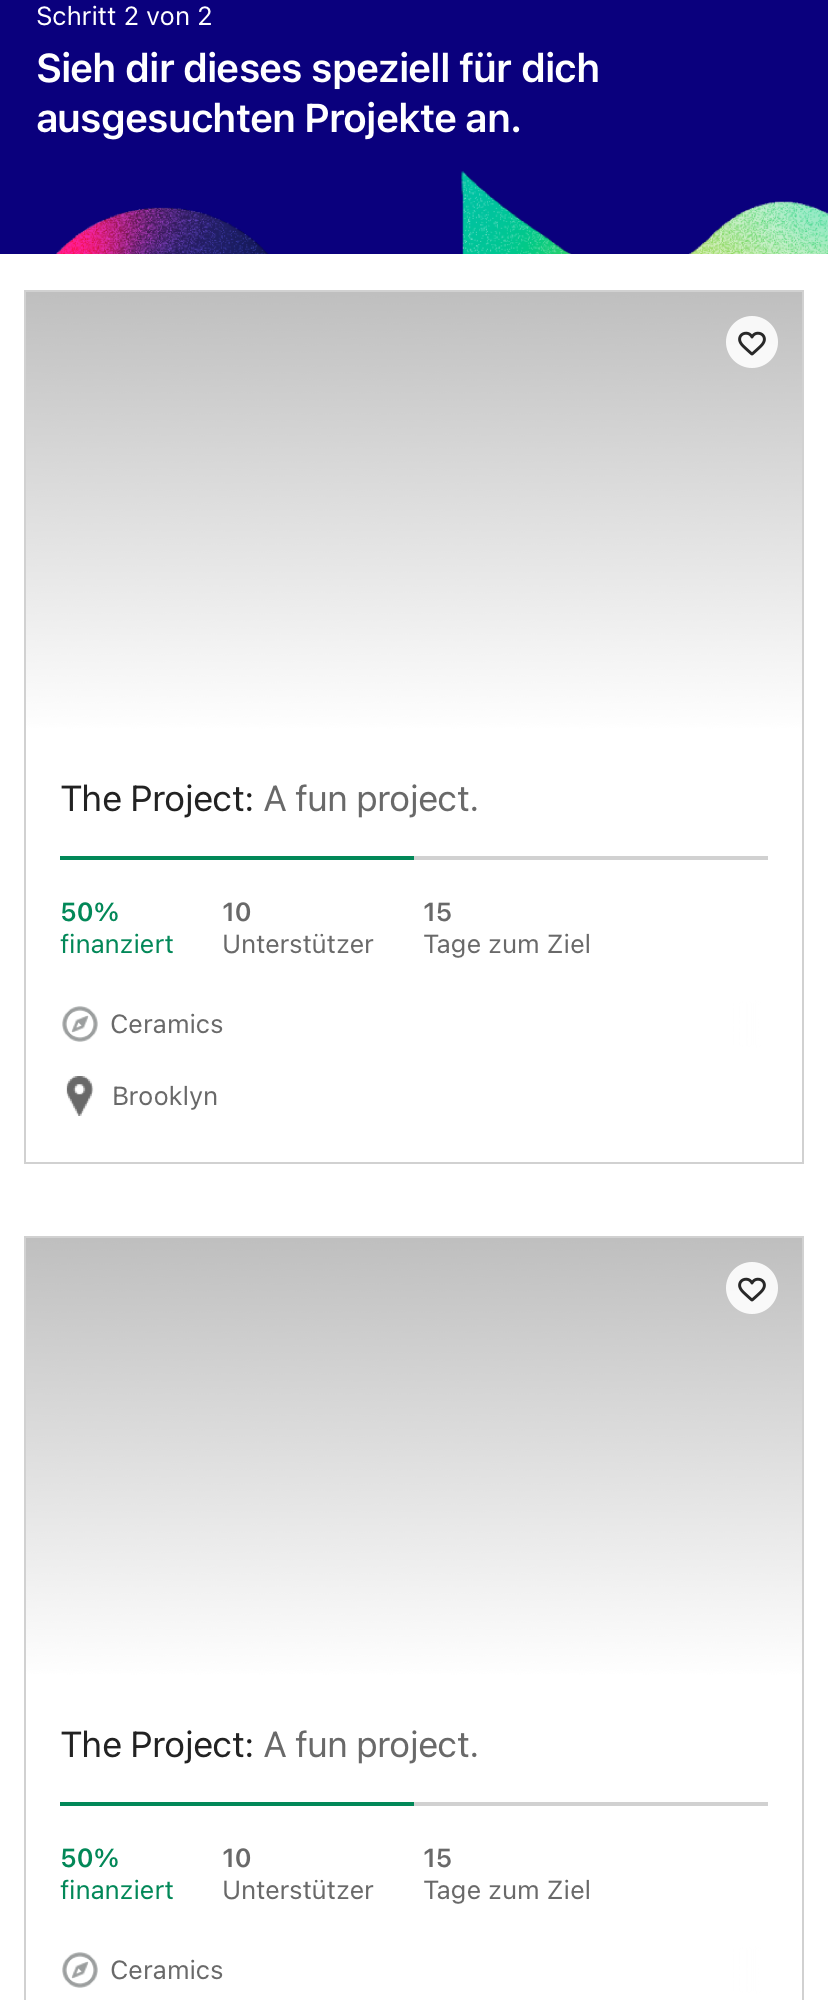 Schritt 2 von 2
Sieh dir dieses speziell für dich
ausgesuchten Projekte an.
The Project: A fun project.
50%
finanziert
10
Unterstützer
15
Tage zum Ziel
Ceramics
Brooklyn
The Project: A fun project.
50%
finanziert
10
Unterstützer
15
Tage zum Ziel
Ceramics